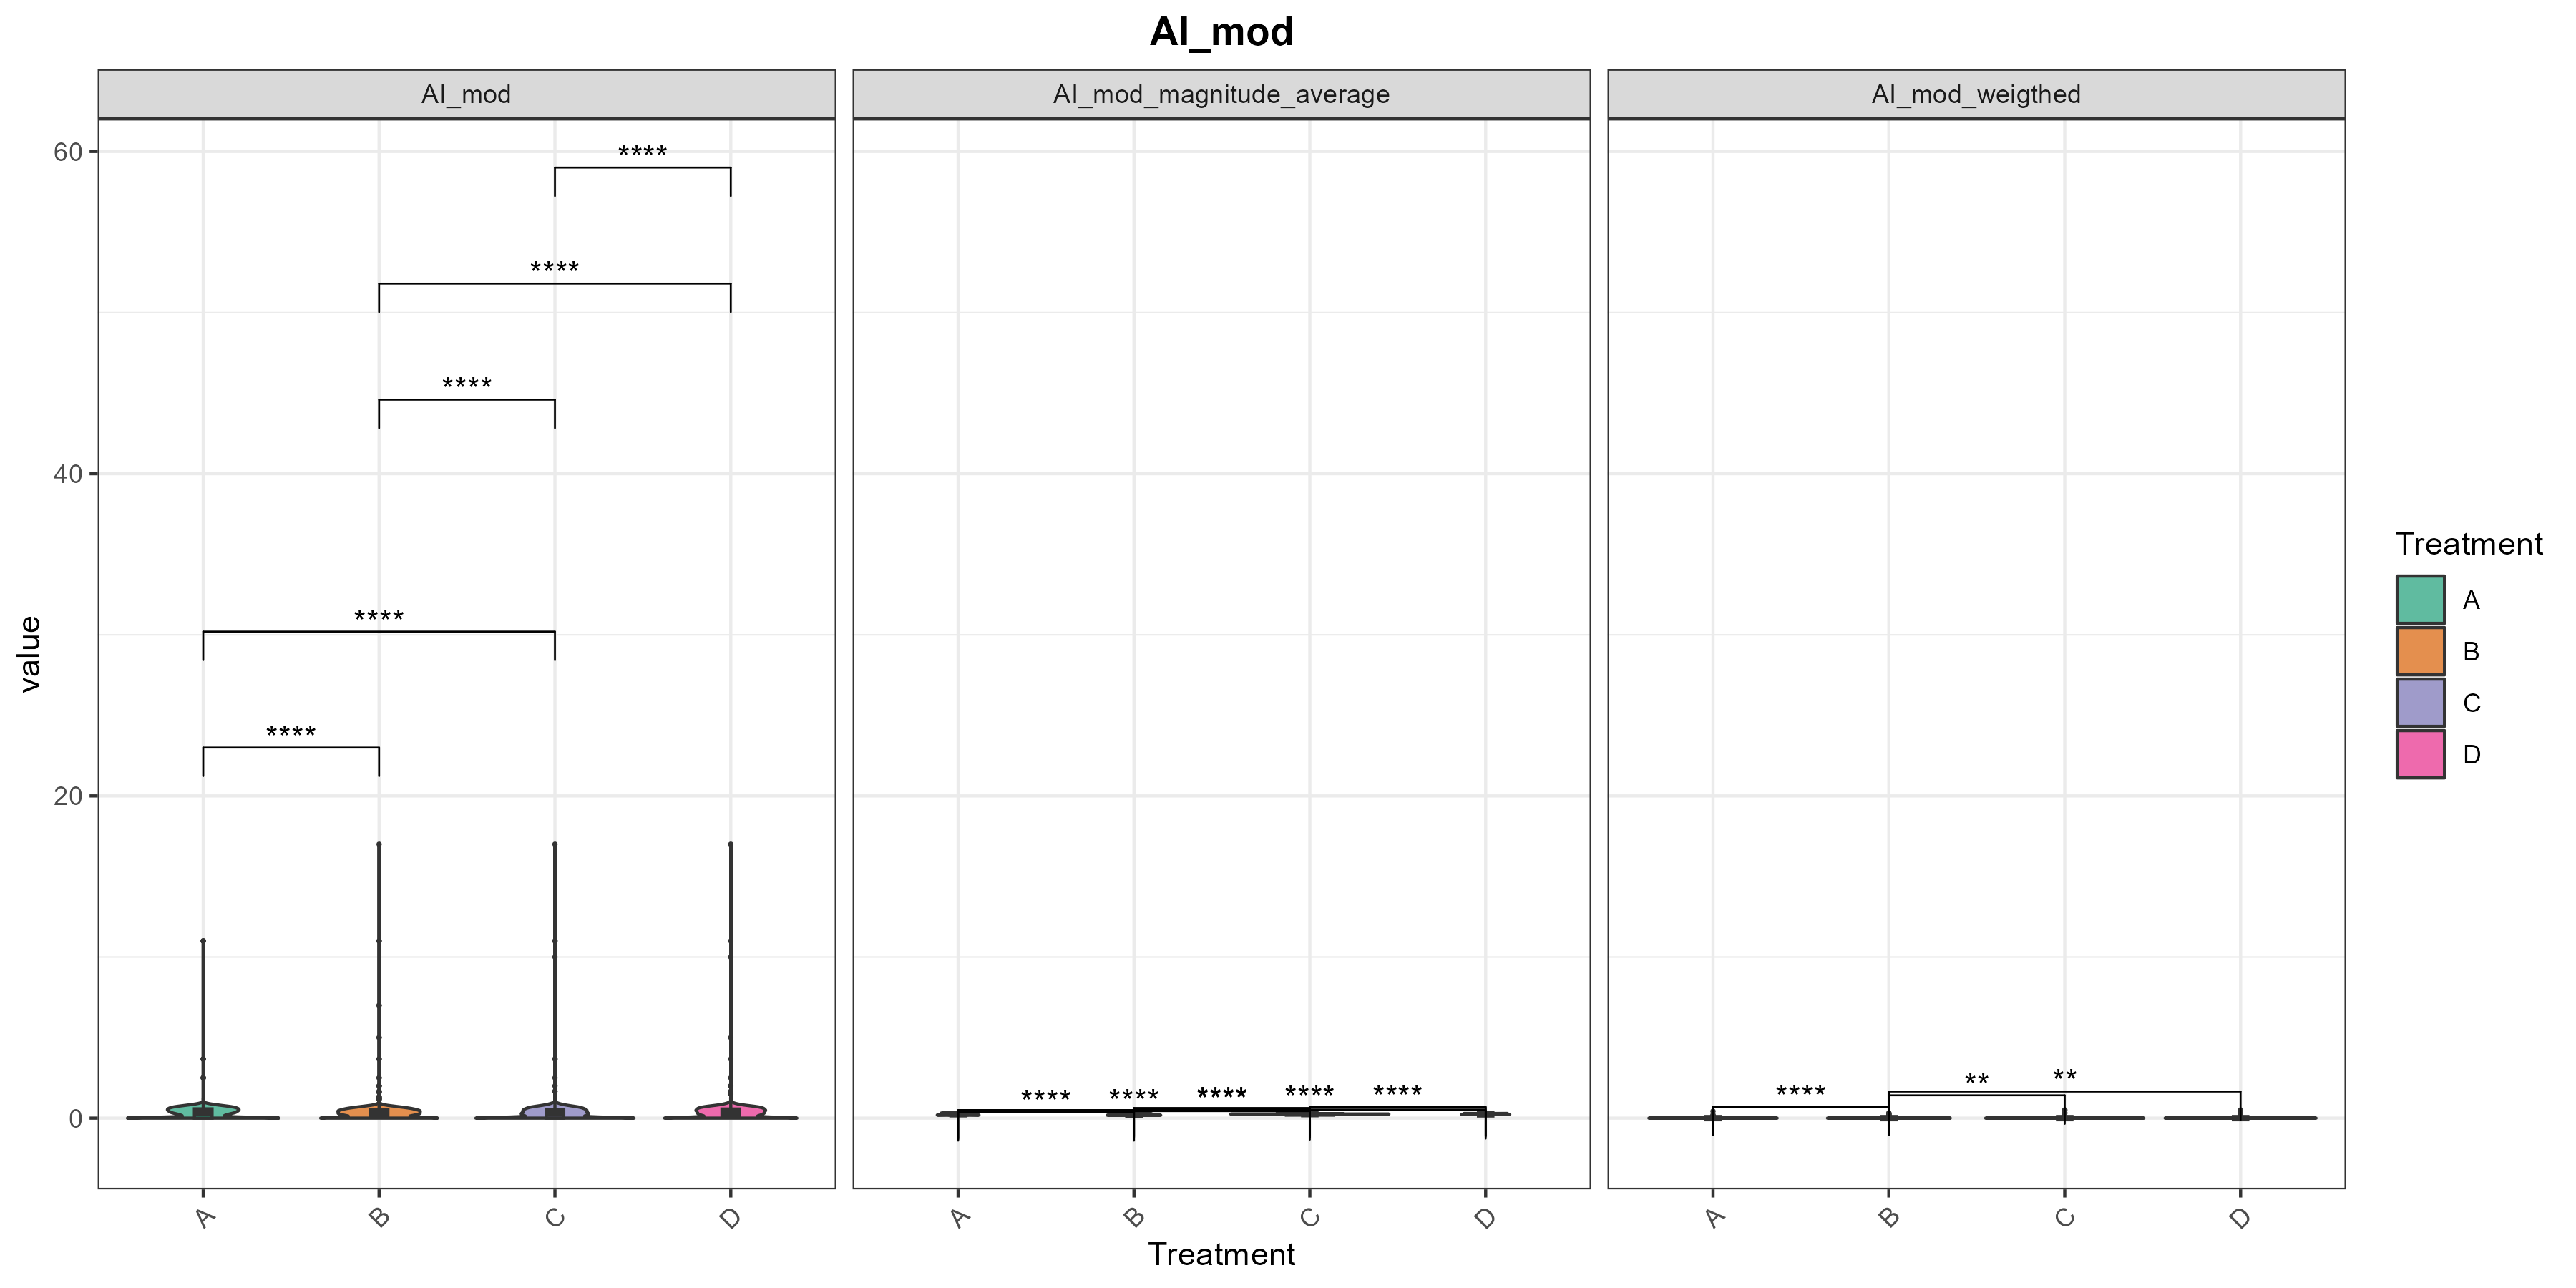 AI_mod
AI_mod AI_mod_magnitude_average AI_mod_weigthed
60
40
20
0
value
****
****
****
****
****
**** **** **** **** ****
**** ** **
A B C D A B C D A B C D
Treatment
Treatment
A
B
C
D